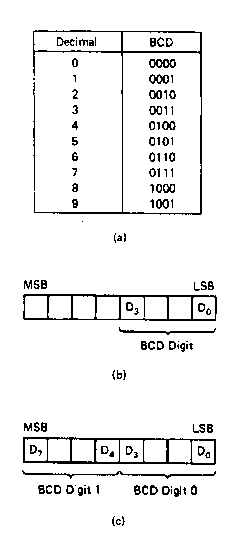 Decimal BCD
0 0000
1 0001
2 0010
3 0011
4 0100
5 0101
6 0110
7 0111
8 1000
9 1001
(a)
MSB LSB
D3 D0
BCD Digit
(b)
MSB LSB
D7 D4 D3 D0
BCD Digit 1 BCD Digit 0
(c)